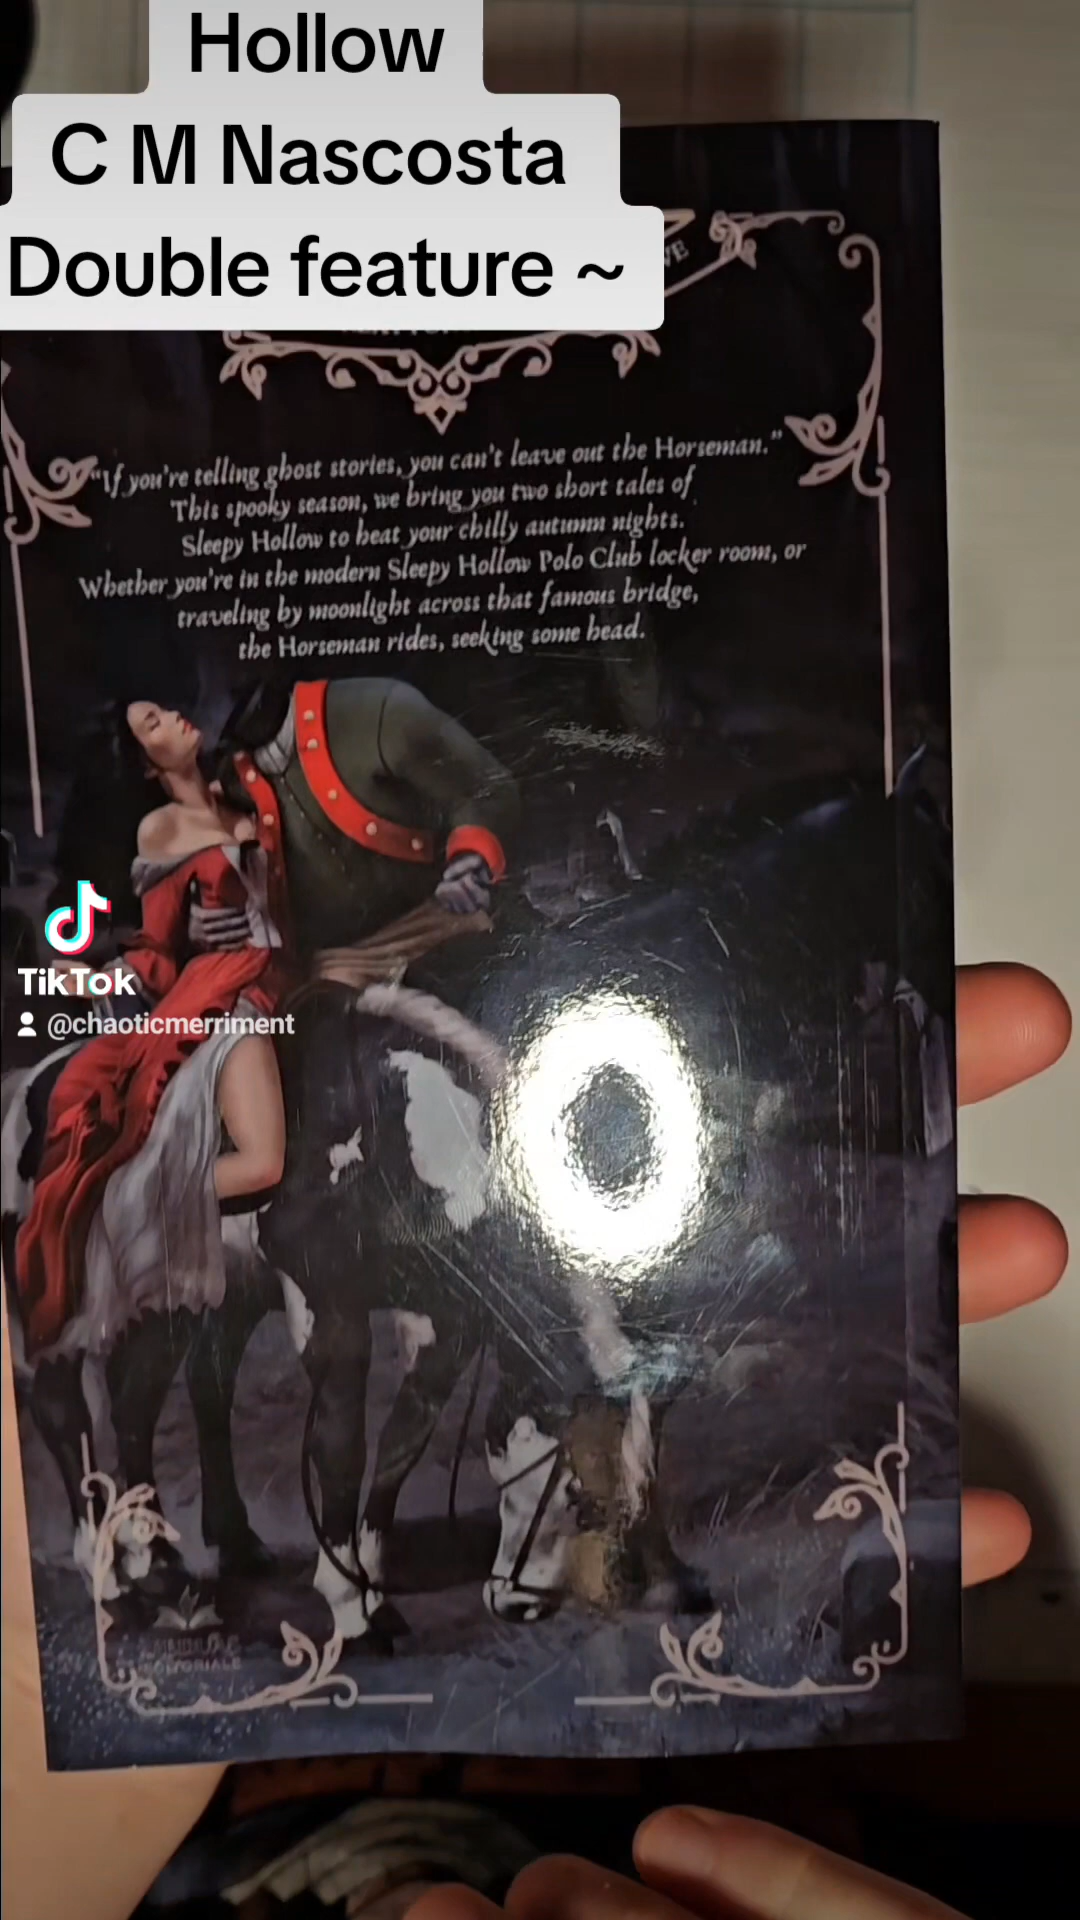 Hollow
C M Nascosta
Double feature ~
"If you're telling ghost stories, you can't leave out the Horseman."
This spooky season, we bring you two short tales of
Sleepy Hollow to heat your chilly autumn nights.
Whether you're in the modern Sleepy Hollow Polo Club locker room, or
traveling by moonlight across that famous bridge,
the Horseman rides, seeking some head.
TikTok
@chaoticmerriment